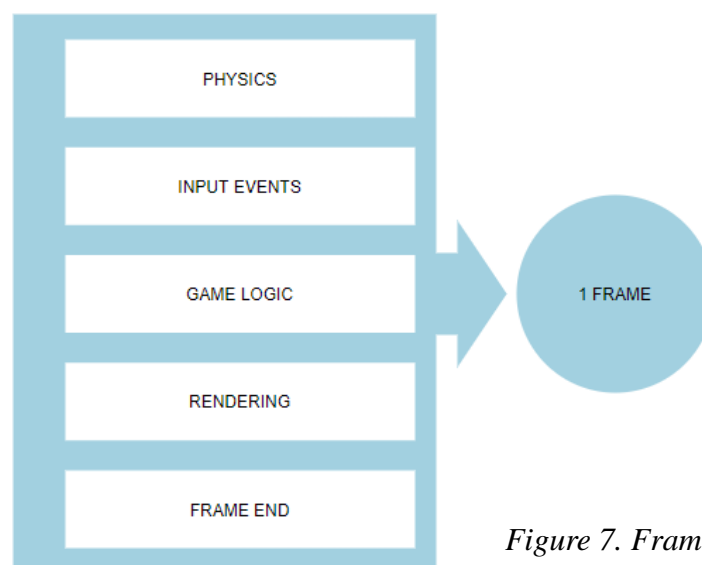 PHYSICS
INPUT EVENTS
GAME LOGIC
1 FRAME
RENDERING
FRAME END
Figure 7. Fram